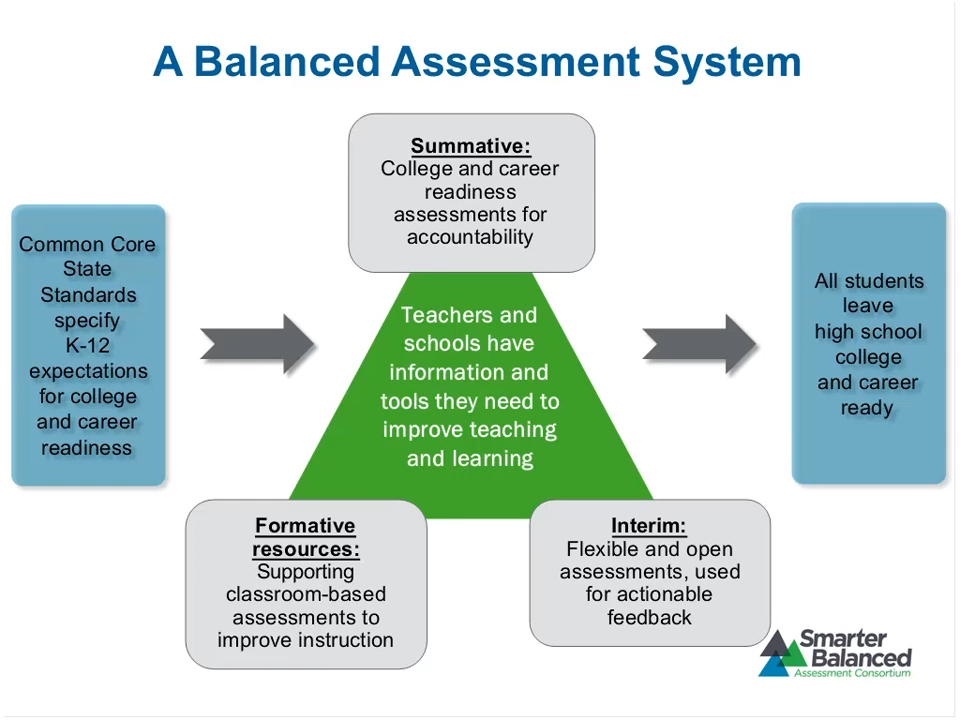 A Balanced Assessment System
Summative:
College and career
readiness
assessments for
accountability
Common Core
State
Standards
specify
K-12
expectations
for college
and career
readiness
Teachers and
schools have
information and
tools they need to
improve teaching
and learning
All students
leave
high school
college
and career
ready
Formative
resources:
Supporting
classroom-based
assessments to
improve instruction
Interim:
Flexible and open
assessments, used
for actionable
feedback
Smarter
Balanced
Assessment Consortium